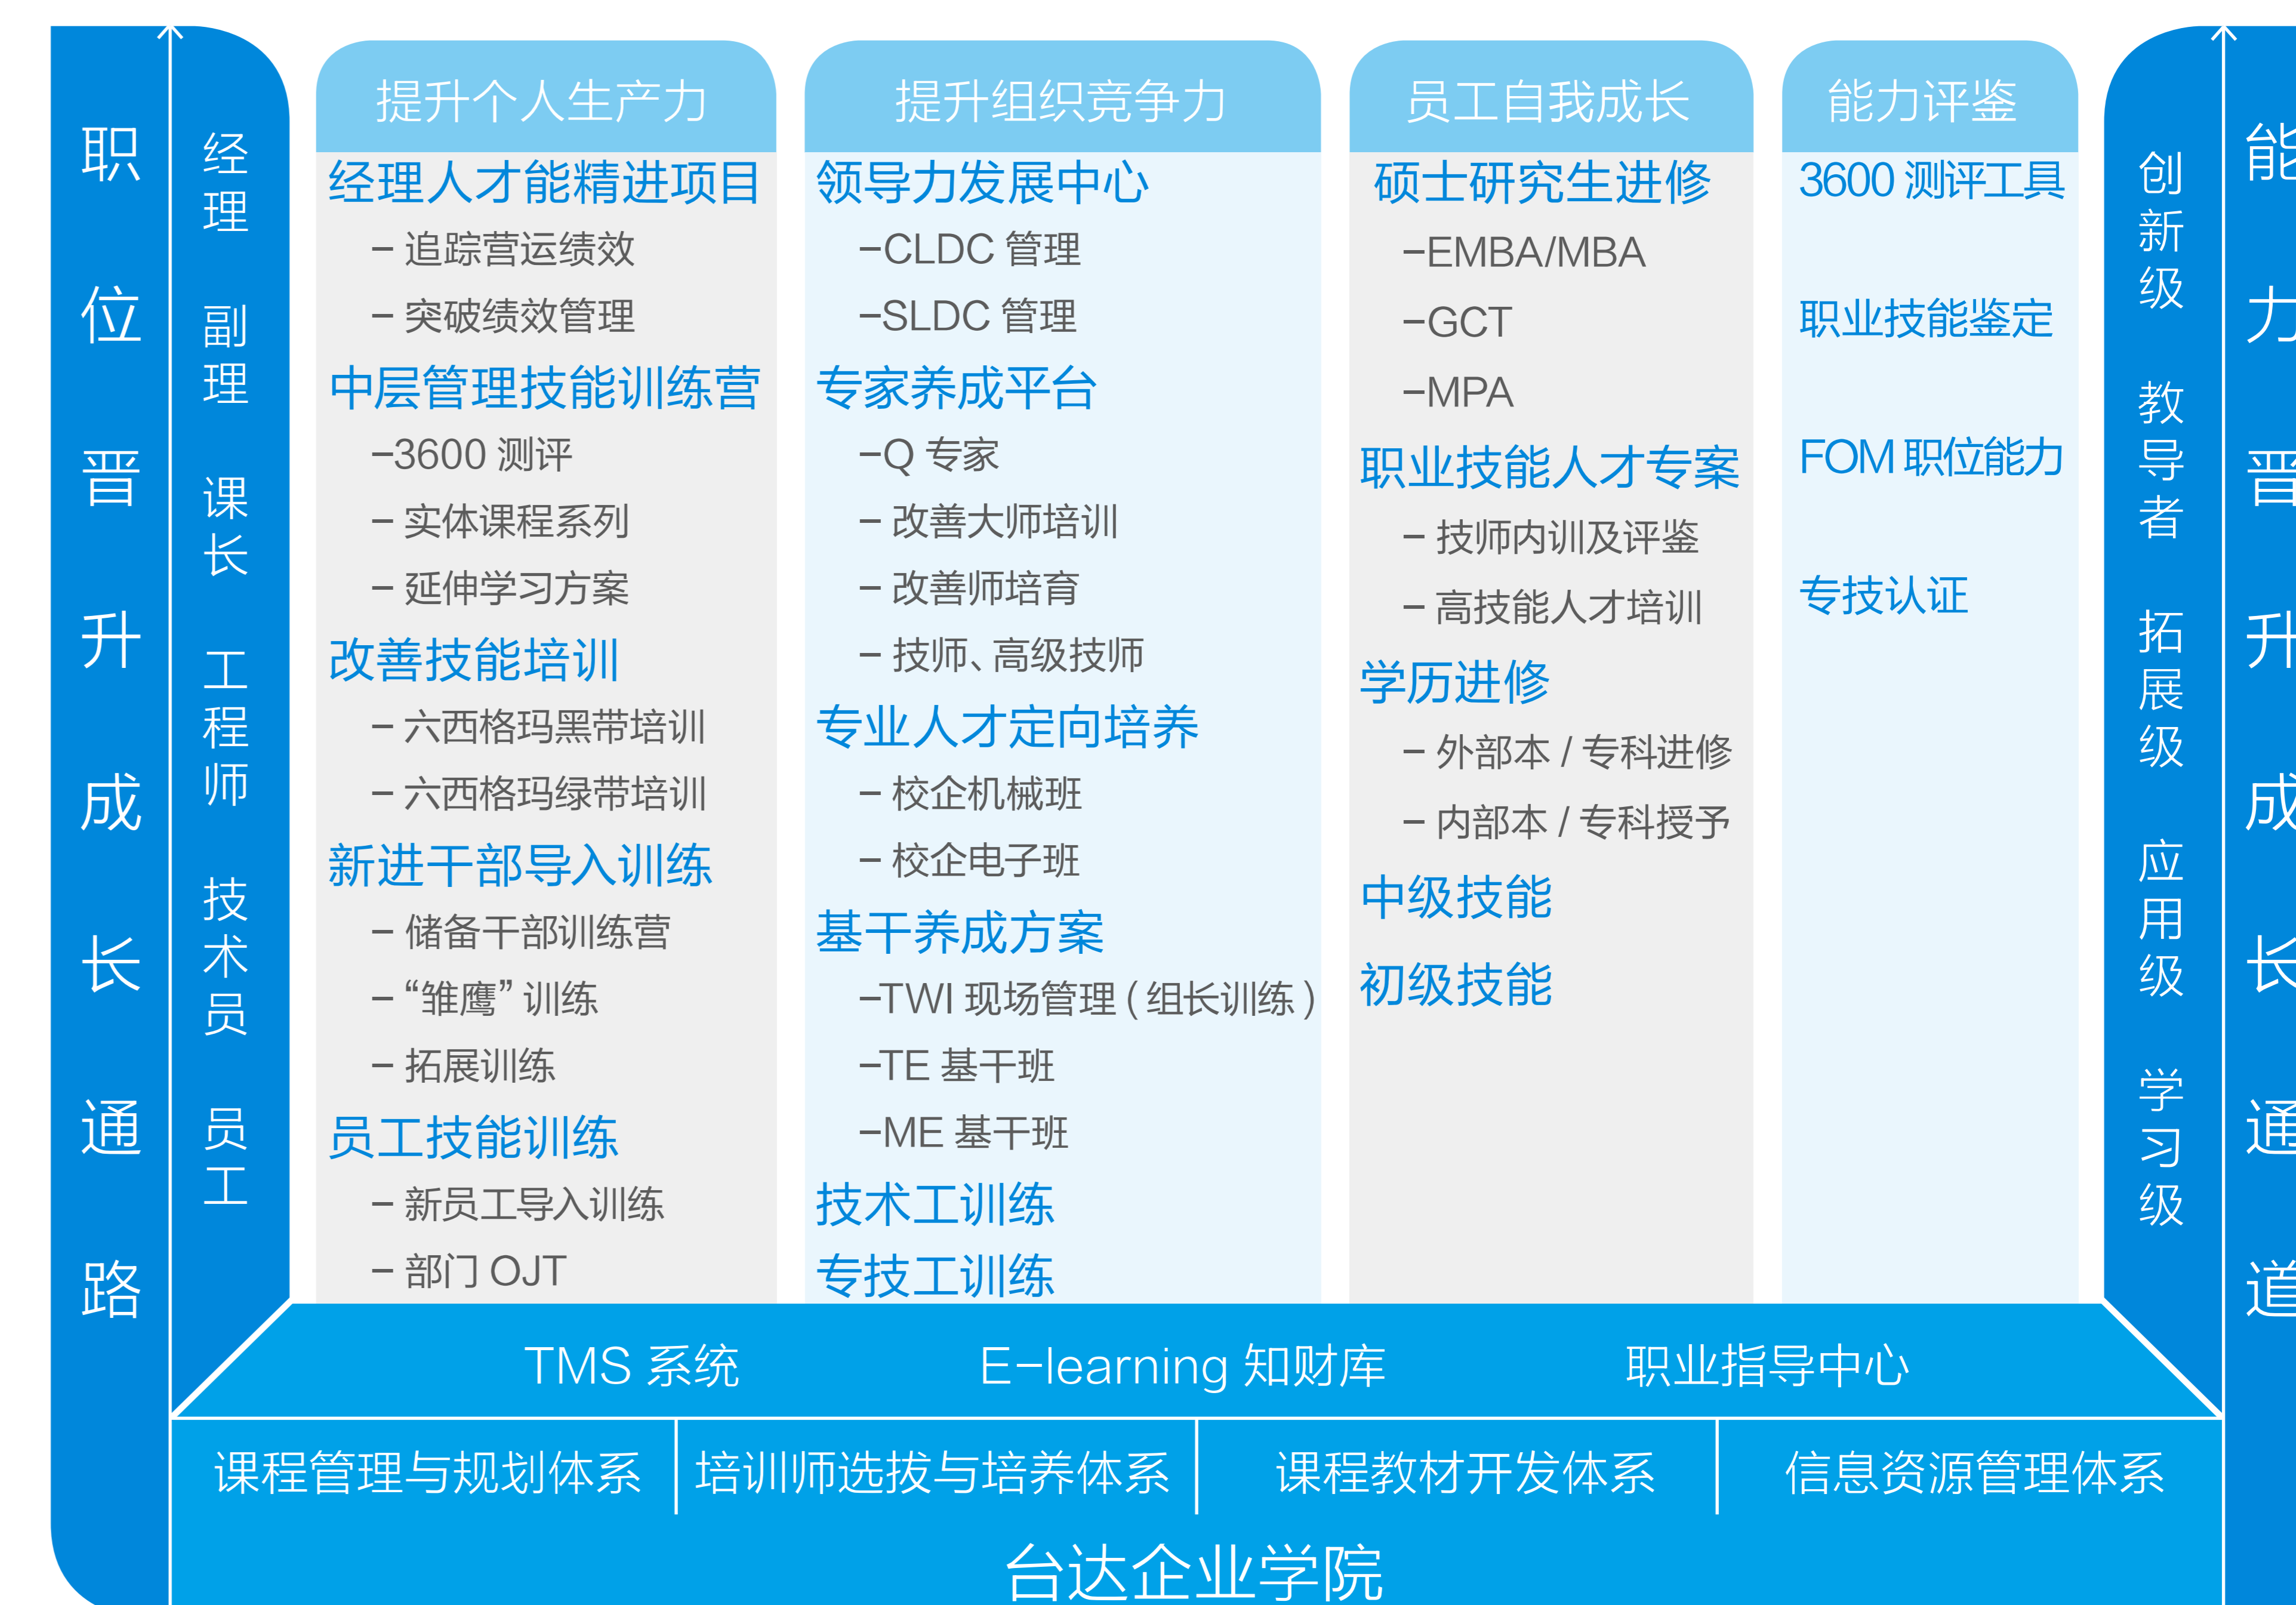 职位晋升成长通路
经理 副理 课长 工程师 技术员 员工
提升个人生产力
经理人才能精进项目
– 追踪营运绩效
– 突破绩效管理
中层管理技能训练营
–3600 测评
– 实体课程系列
– 延伸学习方案
改善技能培训
– 六西格玛黑带培训
– 六西格玛绿带培训
新进干部导入训练
– 储备干部训练营
– “雏鹰” 训练
– 拓展训练
员工技能训练
– 新员工导入训练
– 部门 OJT
提升组织竞争力
领导力发展中心
–CLDC 管理
–SLDC 管理
专家养成平台
–Q 专家
– 改善大师培训
– 改善师培育
– 技师、高级技师
专业人才定向培养
– 校企机械班
– 校企电子班
基干养成方案
–TWI 现场管理 ( 组长训练 )
–TE 基干班
–ME 基干班
技术工训练
专技工训练
员工自我成长
硕士研究生进修
–EMBA/MBA
–GCT
–MPA
职业技能人才专案
– 技师内训及评鉴
– 高技能人才培训
学历进修
– 外部本 / 专科进修
– 内部本 / 专科授予
中级技能
初级技能
能力评鉴
3600 测评工具
职业技能鉴定
FOM 职位能力
专技认证
创新级 教导者 拓展级 应用级 学习级
能力晋升成长通道
TMS 系统
E–learning 知财库
职业指导中心
课程管理与规划体系
培训师选拔与培养体系
课程教材开发体系
信息资源管理体系
台达企业学院